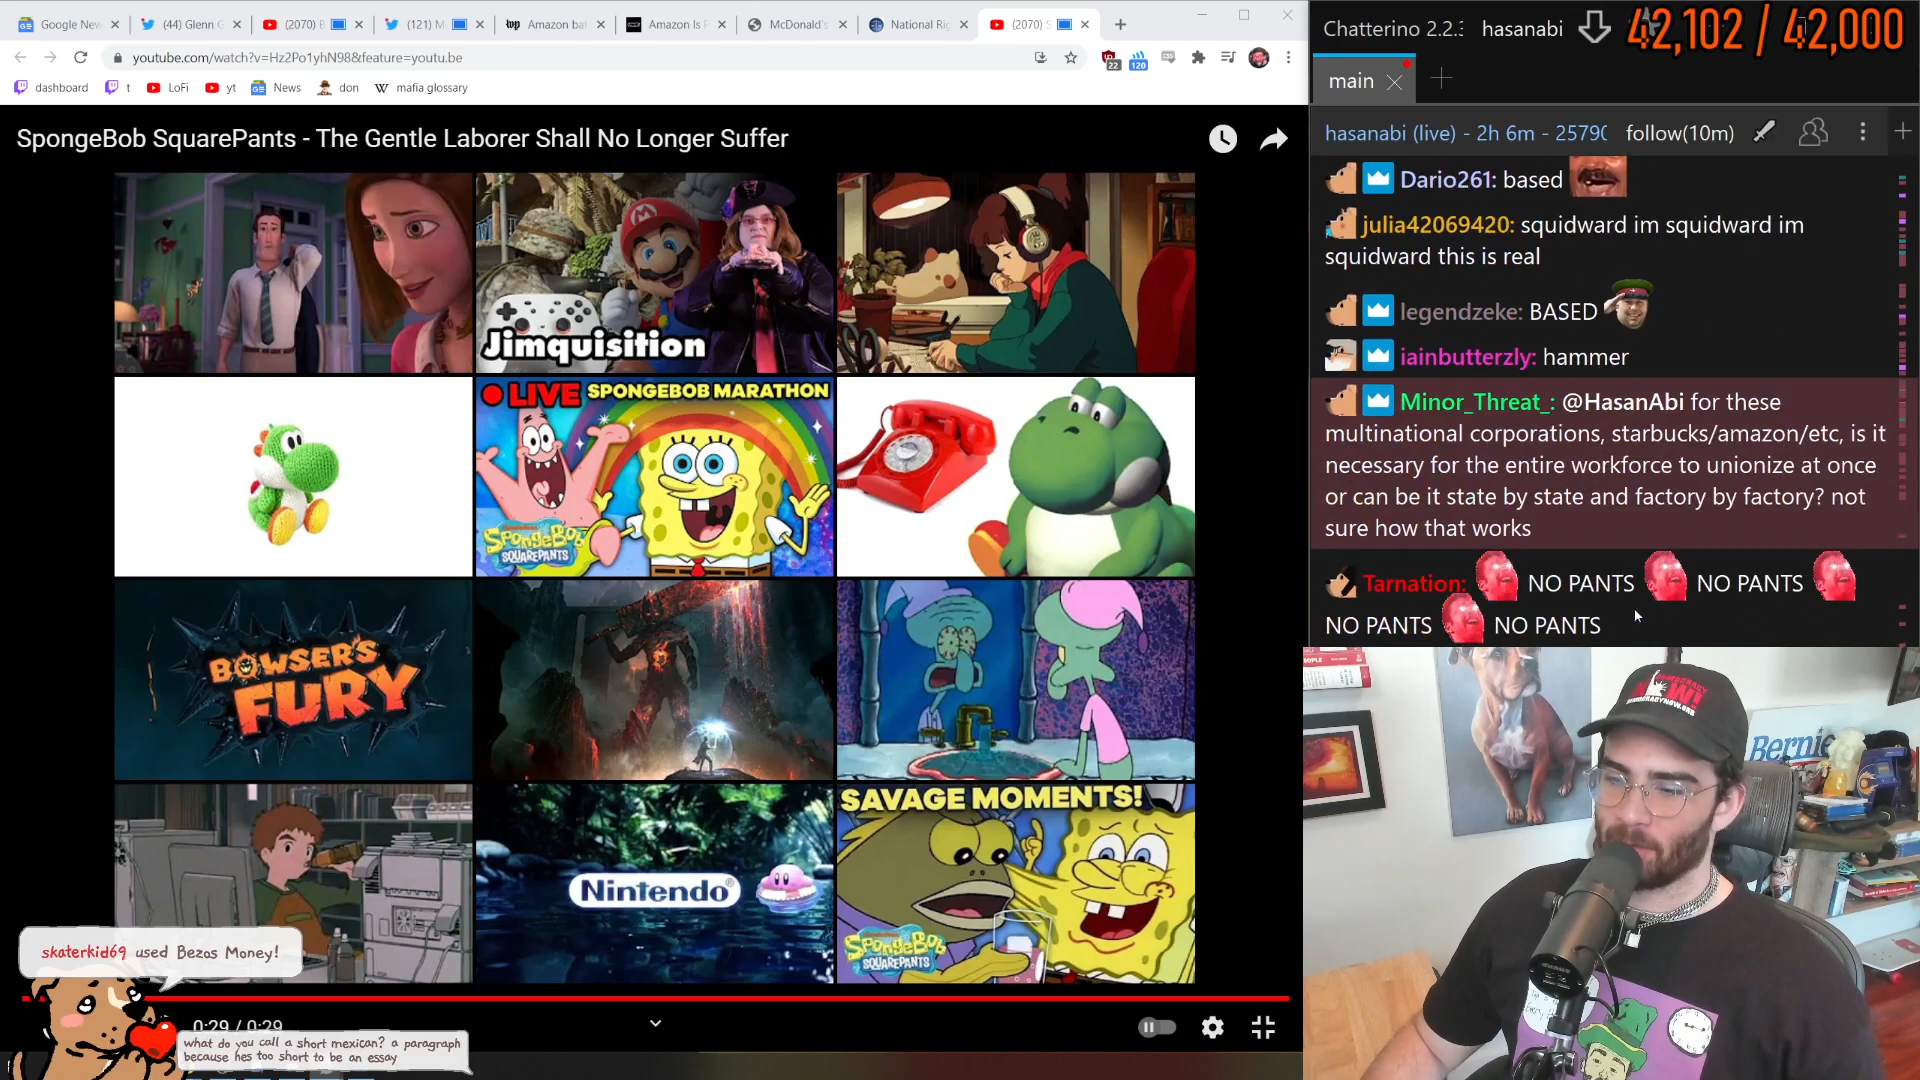 Google New
(44) Glenn G
(2070) B
(121) M
Amazon bat
Amazon Is P
McDonald's
National Rig
(2070) S
youtube.com/watch?v=Hz2Po1yhN98&feature=youtu.be
22
120
dashboard
t
LoFi
yt
News
don
mafia glossary
SpongeBob SquarePants - The Gentle Laborer Shall No Longer Suffer
Jimquisition
LIVE SPONGEBOB MARATHON
SpongeBob
SQUAREPANTS
BOWSER'S
FURY
Nintendo
SAVAGE MOMENTS!
SpongeBob
SQUAREPANTS
skaterkid69 used Bezos Money!
0:29 / 0:29
what do you call a short mexican? a paragraph
because hes too short to be an essay
Chatterino 2.2.
hasanabi
42,102 / 42,000
main
hasanabi (live) - 2h 6m - 2579
follow(10m)
Dario261: based
julia42069420: squidward im squidward im
squidward this is real
legendzeke: BASED
iainbutterzly: hammer
Minor_Threat_: @HasanAbi for these
multinational corporations, starbucks/amazon/etc, is it
necessary for the entire workforce to unionize at once
or can be it state by state and factory by factory? not
sure how that works
Tarnation: NO PANTS NO PANTS
NO PANTS NO PANTS
Bernie